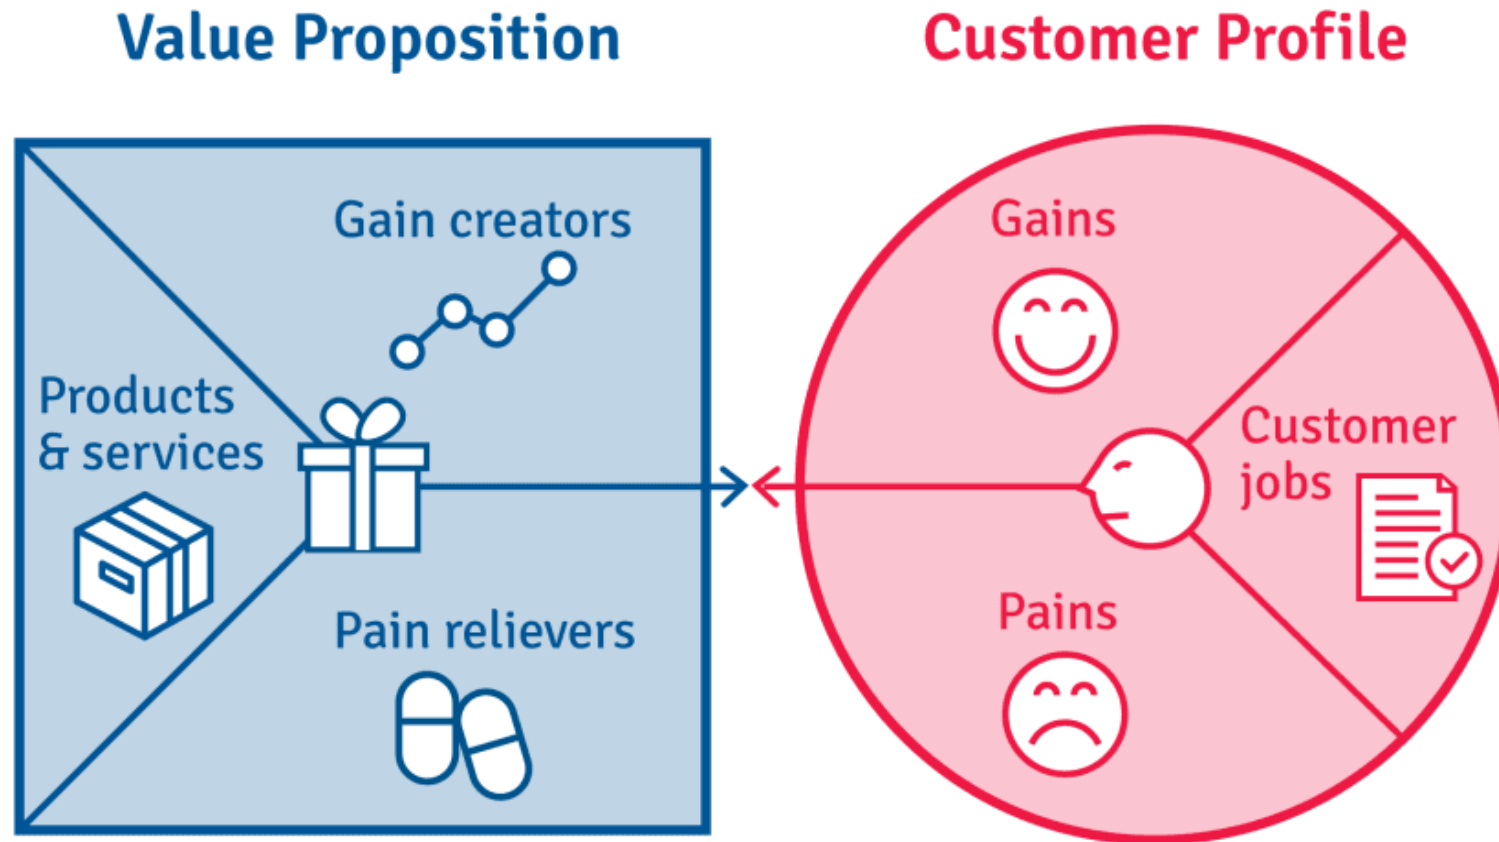 Value Proposition
Customer Profile
Gain creators
Products
& services
Pain relievers
Gains
Customer
jobs
Pains